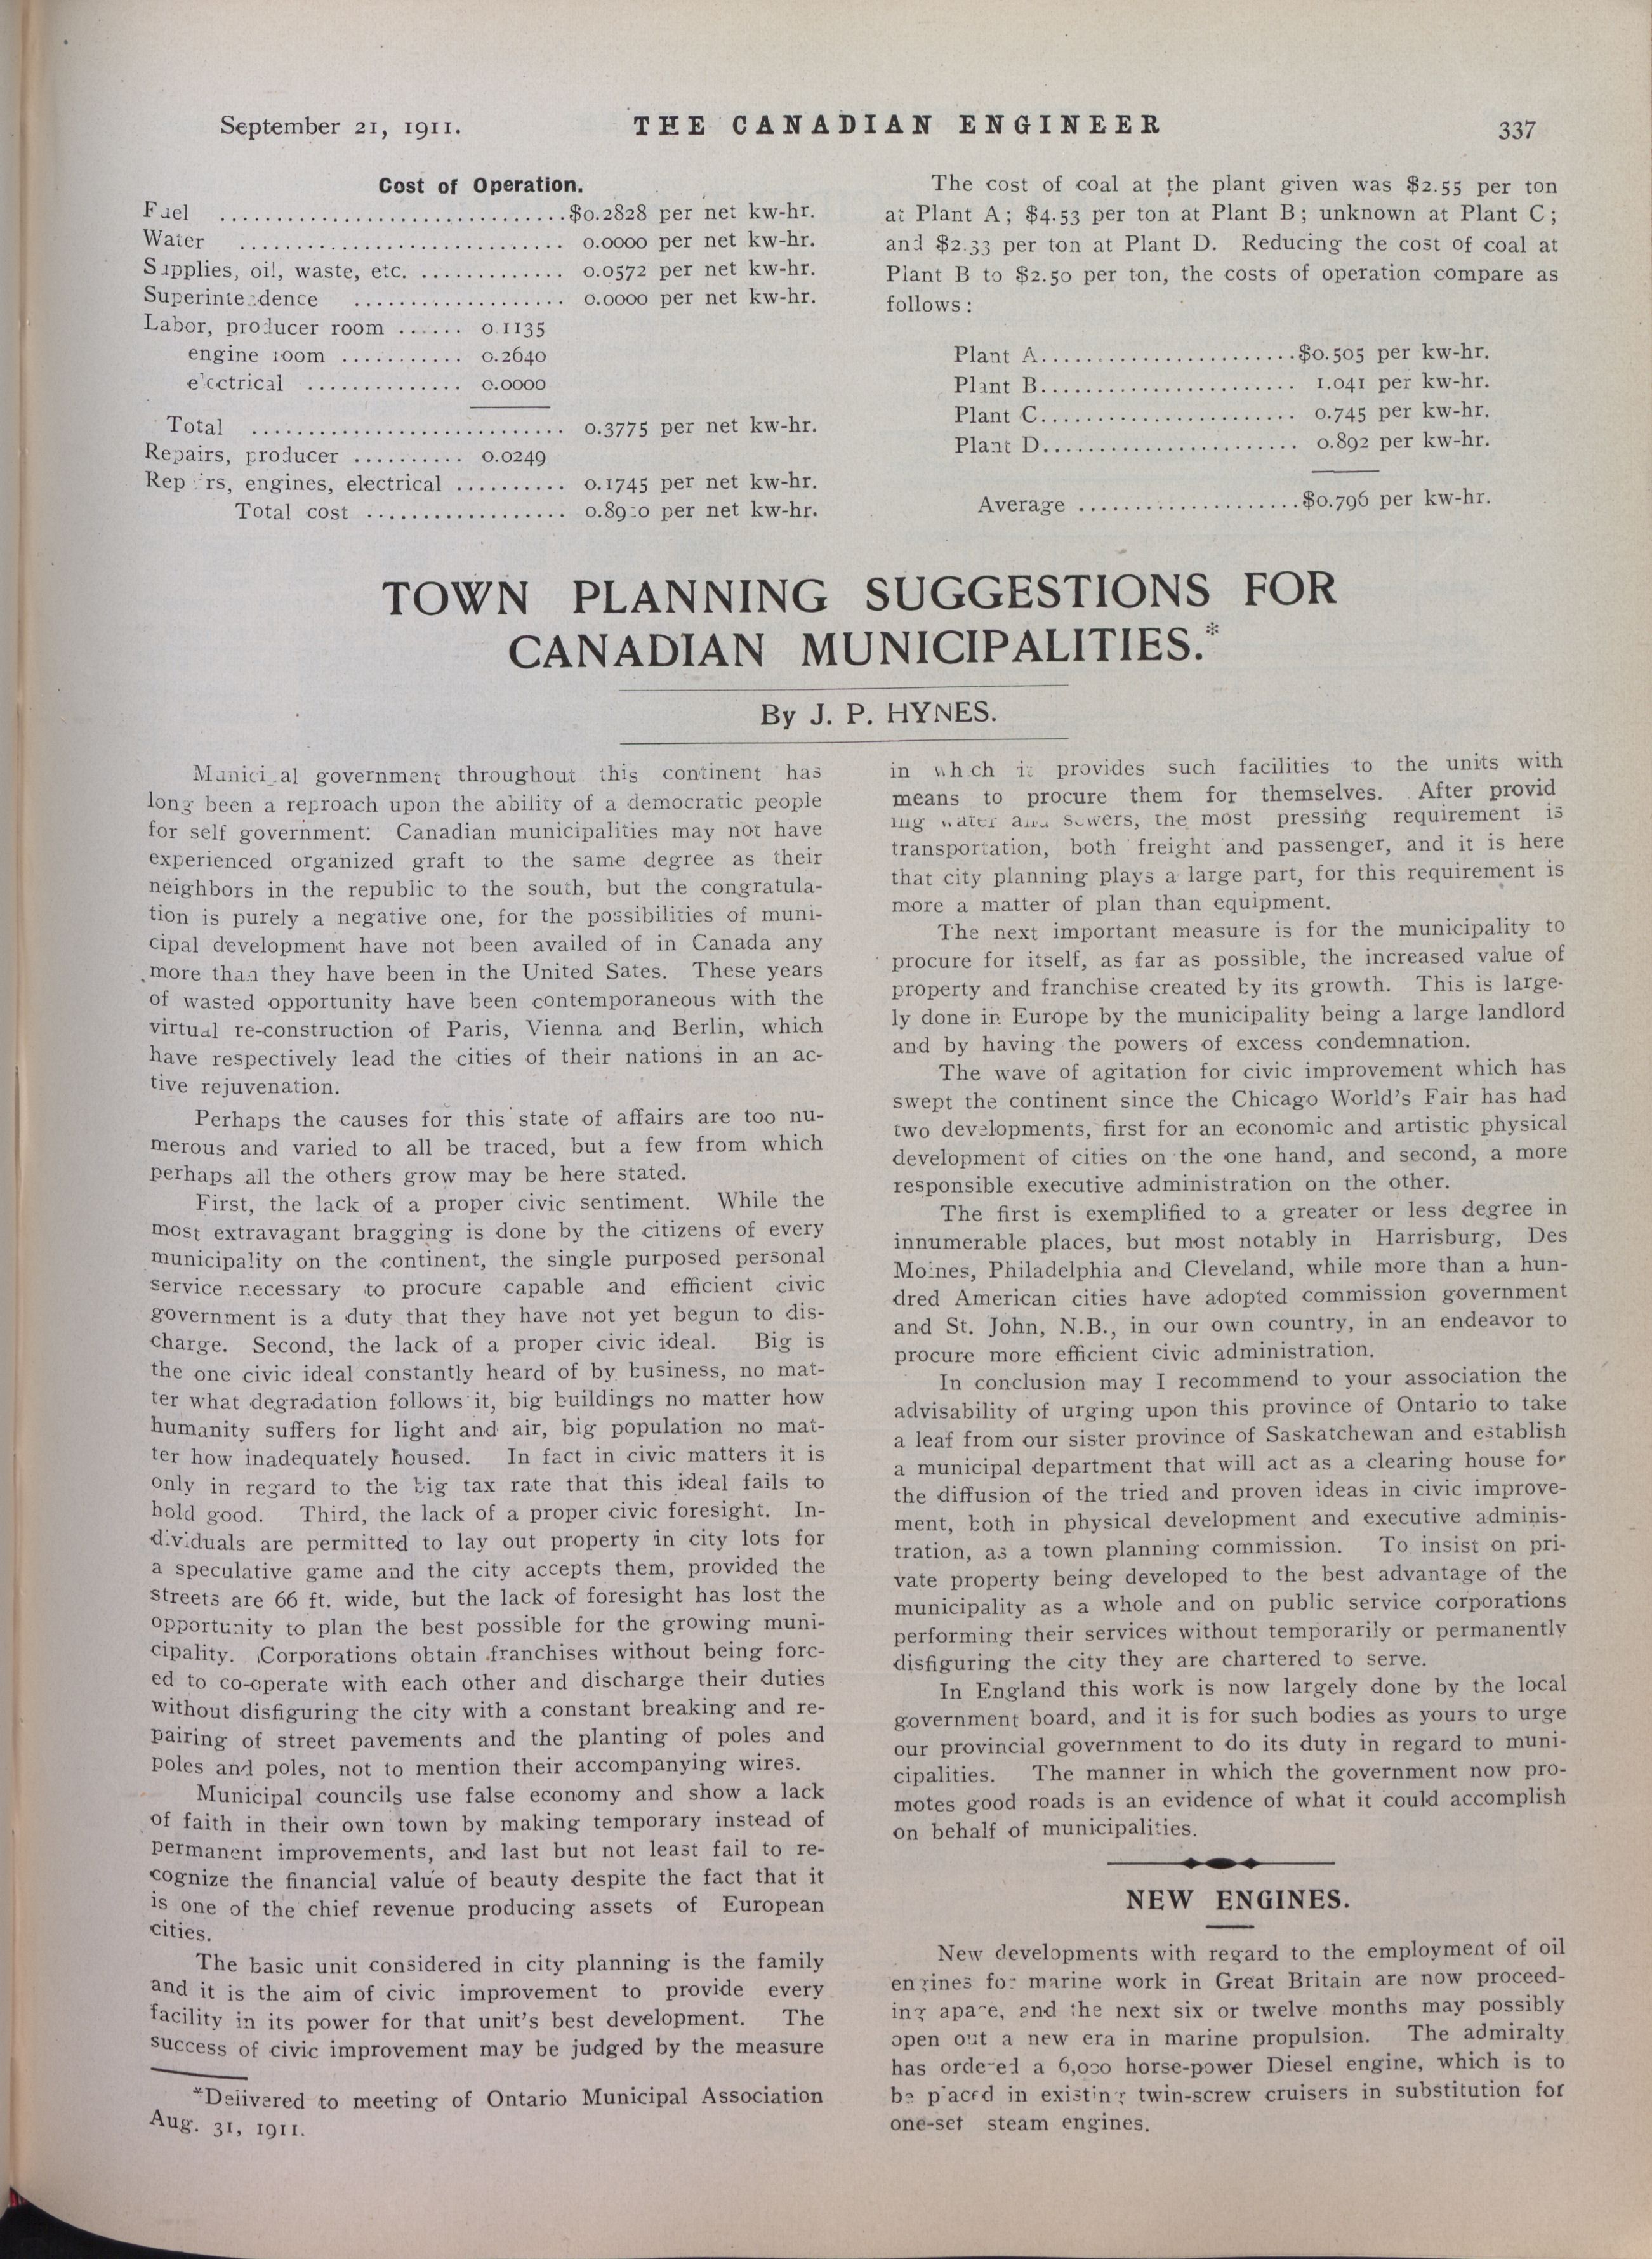 September 21, 1911.
THE CANADIAN ENGINEER
337
Cost of Operation.
Fuel ..............................$0.2828 per net kw-hr.
Water ............................. 0.0000 per net kw-hr.
Supplies, oil, waste, etc. ............. 0.0572 per net kw-hr.
Superintendence ................... 0.0000 per net kw-hr.
Labor, producer room ...... 0.1135
engine room ........... 0.2640
electrical .............. 0.0000
Total ............................ 0.3775 per net kw-hr.
Repairs, producer .......... 0.0249
Repairs, engines, electrical .......... 0.1745 per net kw-hr.
Total cost .................. per net kw-hr.
The cost of coal at the plant given was $2.55 per ton
at Plant A; $4.53 per ton at Plant B; unknown at Plant C;
and $2.33 per ton at Plant D. Reducing the cost of coal at
Plant B to $2.50 per ton, the costs of operation compare as
follows:
Plant A.......................$0.505 per kw-hr.
Plant B....................... 1.041 per kw-hr.
Plant C....................... 0.745 per kw-hr.
Plant D....................... 0.892 per kw-hr.
Average ....................$0.796 per kw-hr.
TOWN PLANNING SUGGESTIONS FOR
CANADIAN MUNICIPALITIES.*
By J. P. HYNES.
Municipal government throughout this continent has
long been a reproach upon the ability of a democratic people
for self government. Canadian municipalities may not have
experienced organized graft to the same degree as their
neighbors in the republic to the south, but the congratula-
tion is purely a negative one, for the possibilities of muni-
cipal development have not been availed of in Canada any
more than they have been in the United Sates. These years
of wasted opportunity have been contemporaneous with the
virtual re-construction of Paris, Vienna and Berlin, which
have respectively lead the cities of their nations in an ac-
tive rejuvenation.
Perhaps the causes for this state of affairs are too nu-
merous and varied to all be traced, but a few from which
perhaps all the others grow may be here stated.
First, the lack of a proper civic sentiment. While the
most extravagant bragging is done by the citizens of every
municipality on the continent, the single purposed personal
service necessary to procure capable and efficient civic
government is a duty that they have not yet begun to dis-
charge. Second, the lack of a proper civic ideal. Big is
the one civic ideal constantly heard of by business, no mat-
ter what degradation follows it, big buildings no matter how
humanity suffers for light and air, big population no mat-
ter how inadequately housed. In fact in civic matters it is
only in regard to the big tax rate that this ideal fails to
hold good. Third, the lack of a proper civic foresight. In-
dividuals are permitted to lay out property in city lots for
a speculative game and the city accepts them, provided the
streets are 66 ft. wide, but the lack of foresight has lost the
opportunity to plan the best possible for the growing muni-
cipality. Corporations obtain franchises without being forc-
ed to co-operate with each other and discharge their duties
without disfiguring the city with a constant breaking and re-
pairing of street pavements and the planting of poles and
poles and poles, not to mention their accompanying wires.
Municipal councils use false economy and show a lack
of faith in their own town by making temporary instead of
permanent improvements, and last but not least fail to re-
cognize the financial value of beauty despite the fact that it
is one of the chief revenue producing assets of European
cities.
The basic unit considered in city planning is the family
and it is the aim of civic improvement to provide every
facility in its power for that unit's best development. The
success of civic improvement may be judged by the measure
*Delivered to meeting of Ontario Municipal Association
Aug. 31, 1911.
in which it provides such facilities to the units with
means to procure them for themselves. After provid
ing water and sewers, the most pressing requirement is
transportation, both freight and passenger, and it is here
that city planning plays a large part, for this requirement is
more a matter of plan than equipment.
The next important measure is for the municipality to
procure for itself, as far as possible, the increased value of
property and franchise created by its growth. This is large-
ly done in Europe by the municipality being a large landlord
and by having the powers of excess condemnation.
The wave of agitation for civic improvement which has
swept the continent since the Chicago World's Fair has had
two developments, first for an economic and artistic physical
development of cities on the one hand, and second, a more
responsible executive administration on the other.
The first is exemplified to a greater or less degree in
innumerable places, but most notably in Harrisburg, Des
Moines, Philadelphia and Cleveland, while more than a hun-
dred American cities have adopted commission government
and St. John, N.B., in our own country, in an endeavor to
procure more efficient civic administration.
In conclusion may I recommend to your association the
advisability of urging upon this province of Ontario to take
a leaf from our sister province of Saskatchewan and establish
a municipal department that will act as a clearing house for
the diffusion of the tried and proven ideas in civic improve-
ment, both in physical development and executive adminis-
tration, as a town planning commission. To insist on pri-
vate property being developed to the best advantage of the
municipality as a whole and on public service corporations
performing their services without temporarily or permanently
disfiguring the city they are chartered to serve.
In England this work is now largely done by the local
government board, and it is for such bodies as yours to urge
our provincial government to do its duty in regard to muni-
cipalities. The manner in which the government now pro-
motes good roads is an evidence of what it could accomplish
on behalf of municipalities.
NEW ENGINES.
New developments with regard to the employment of oil
engines for marine work in Great Britain are now proceed-
ing apace, and the next six or twelve months may possibly
open out a new era in marine propulsion. The admiralty
has ordered a 6,000 horse-power Diesel engine, which is to
be placed in existing twin-screw cruisers in substitution for
one-set steam engines.